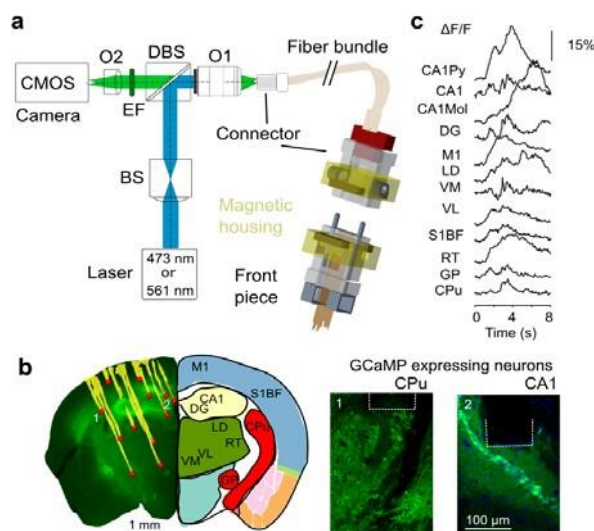 a
O2
DBS
O1
Fiber bundle
CMOS
Camera
EF
Connector
BS
Magnetic
housing
Laser
473 nm
or
561 nm
Front
piece
c
ΔF/F
15%
CA1Py
CA1
CA1Mol
DG
M1
LD
VM
VL
S1BF
RT
GP
CPu
0 4 8
Time (s)
b
M1
S1BF
CA1
DG
CPu
LD
RT
VL
VM
GP
1
2
1 mm
GCaMP expressing neurons
CPu
CA1
1
2
100 µm